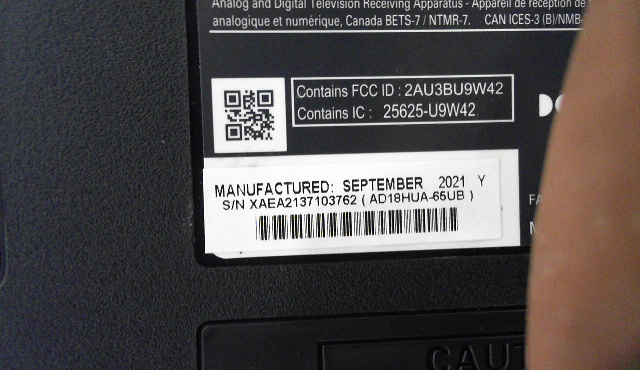 Analog and Digital Television Receiving Apparatus - Appareil de réception de
analogique et numérique, Canada BETS-7 / NTMR-7. CAN ICES-3 (B)/NMB-
Contains FCC ID : 2AU3BU9W42
Contains IC : 25625-U9W42
MANUFACTURED: SEPTEMBER 2021 Y
S/N XAEA2137103762 ( AD18HUA-65UB )
CAUT